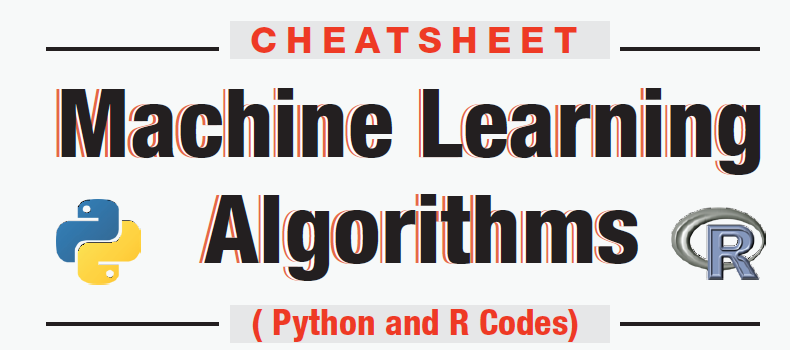 CHEATSHEET
Machine Learning
Algorithms
R
( Python and R Codes)